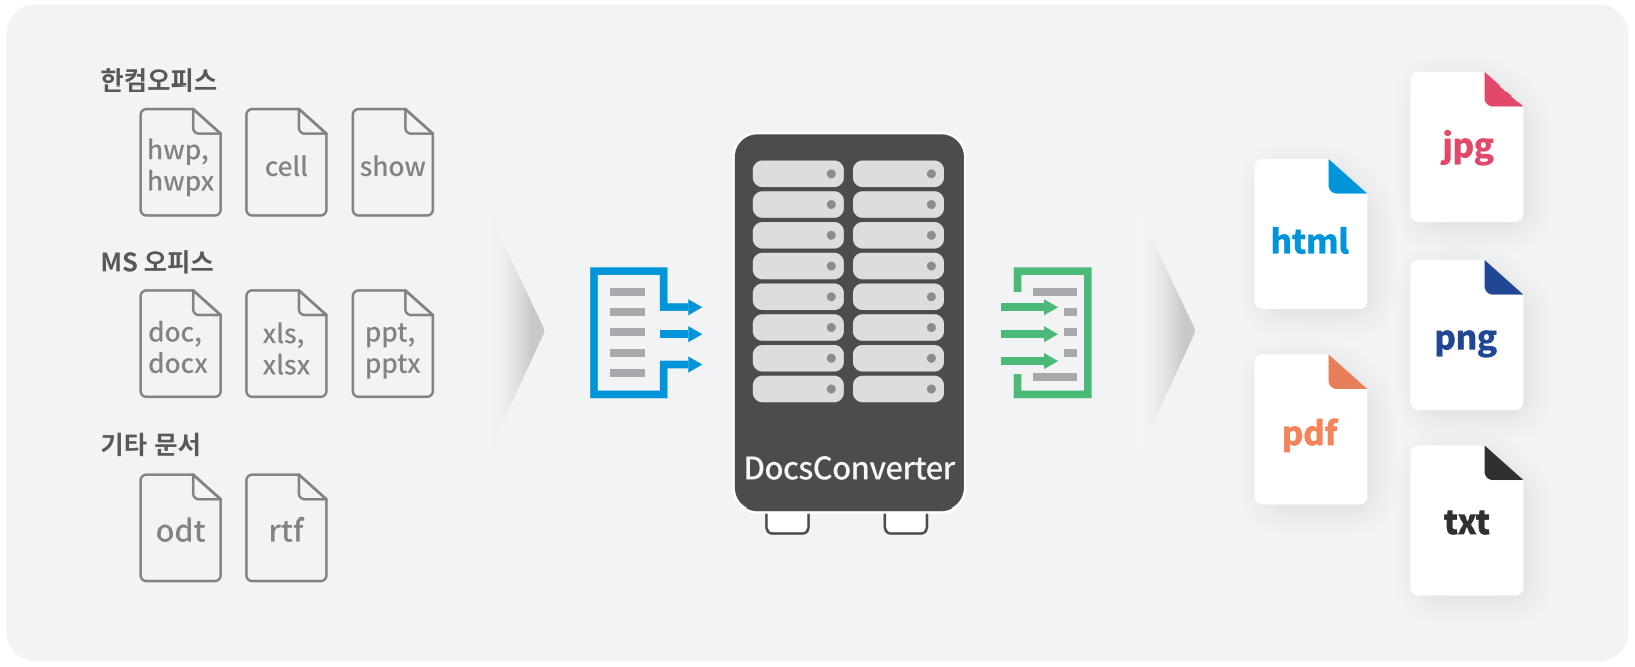 한컴오피스
hwp,
hwpx
cell
show
MS 오피스
doc,
docx
xls,
xlsx
ppt,
pptx
기타 문서
odt
rtf
DocsConverter
html
pdf
jpg
png
txt